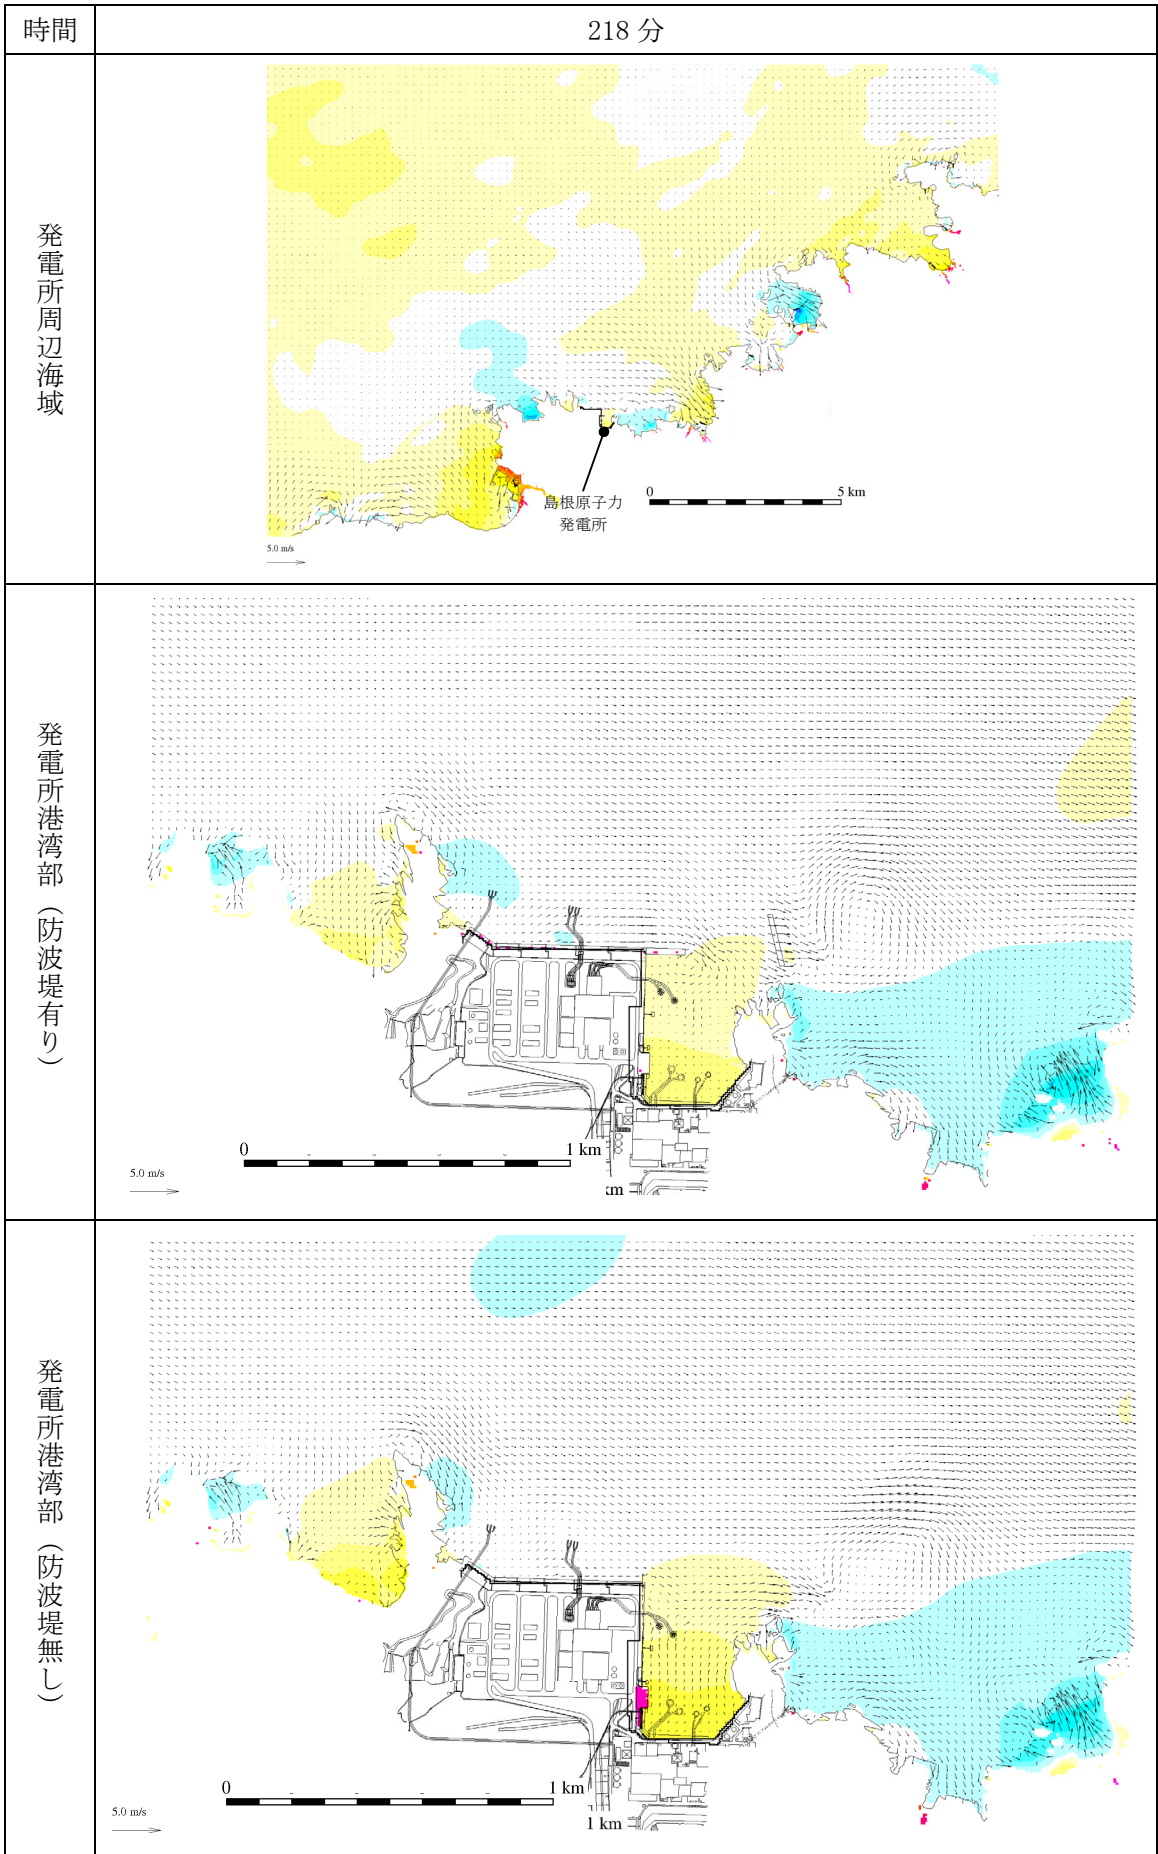 時間
218 分
発電所周辺海域
島根原子力
発電所
0
5 km
5.0 m/s
発電所港湾部（防波堤有り）
0
1 km
5.0 m/s
km
発電所港湾部（防波堤無し）
0
1 km
5.0 m/s
1 km